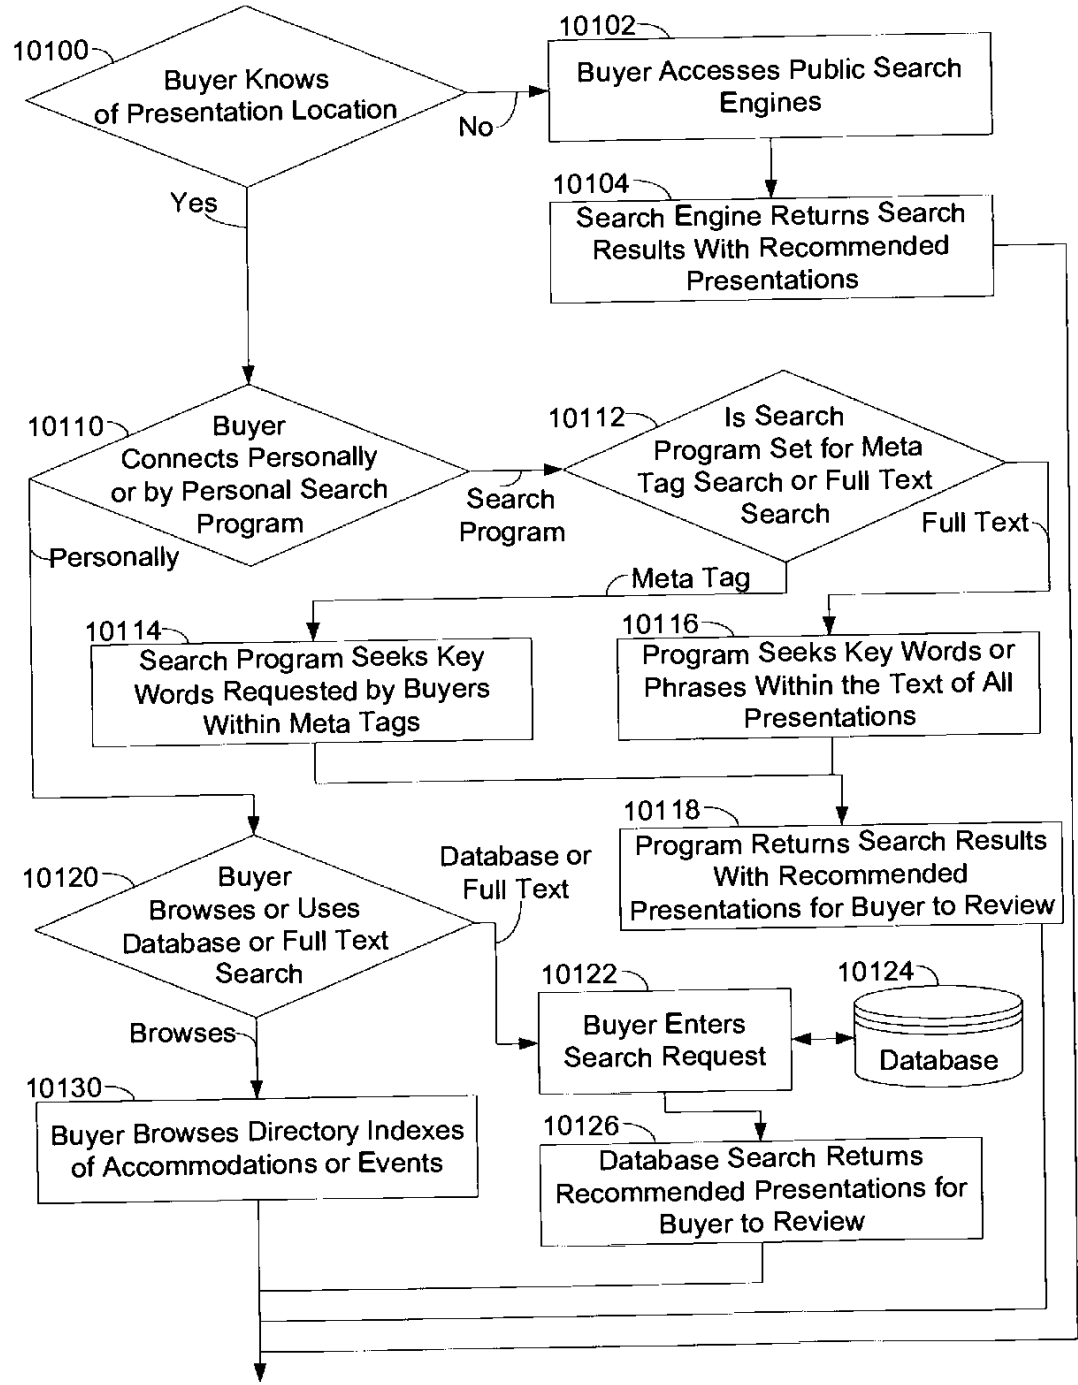 10100
Buyer Knows
of Presentation Location
No
Yes
10102
Buyer Accesses Public Search
Engines
10104
Search Engine Returns Search
Results With Recommended
Presentations
10110
Buyer
Connects Personally
or by Personal Search
Program
Search
Program
Personally
10112
Is Search
Program Set for Meta
Tag Search or Full Text
Search
Full Text
Meta Tag
10114
Search Program Seeks Key
Words Requested by Buyers
Within Meta Tags
10116
Program Seeks Key Words or
Phrases Within the Text of All
Presentations
10118
Program Returns Search Results
With Recommended
Presentations for Buyer to Review
10120
Buyer
Browses or Uses
Database or Full Text
Search
Database or
Full Text
Browses
10122
Buyer Enters
Search Request
10124
Database
10126
Database Search Returns
Recommended Presentations for
Buyer to Review
10130
Buyer Browses Directory Indexes
of Accommodations or Events